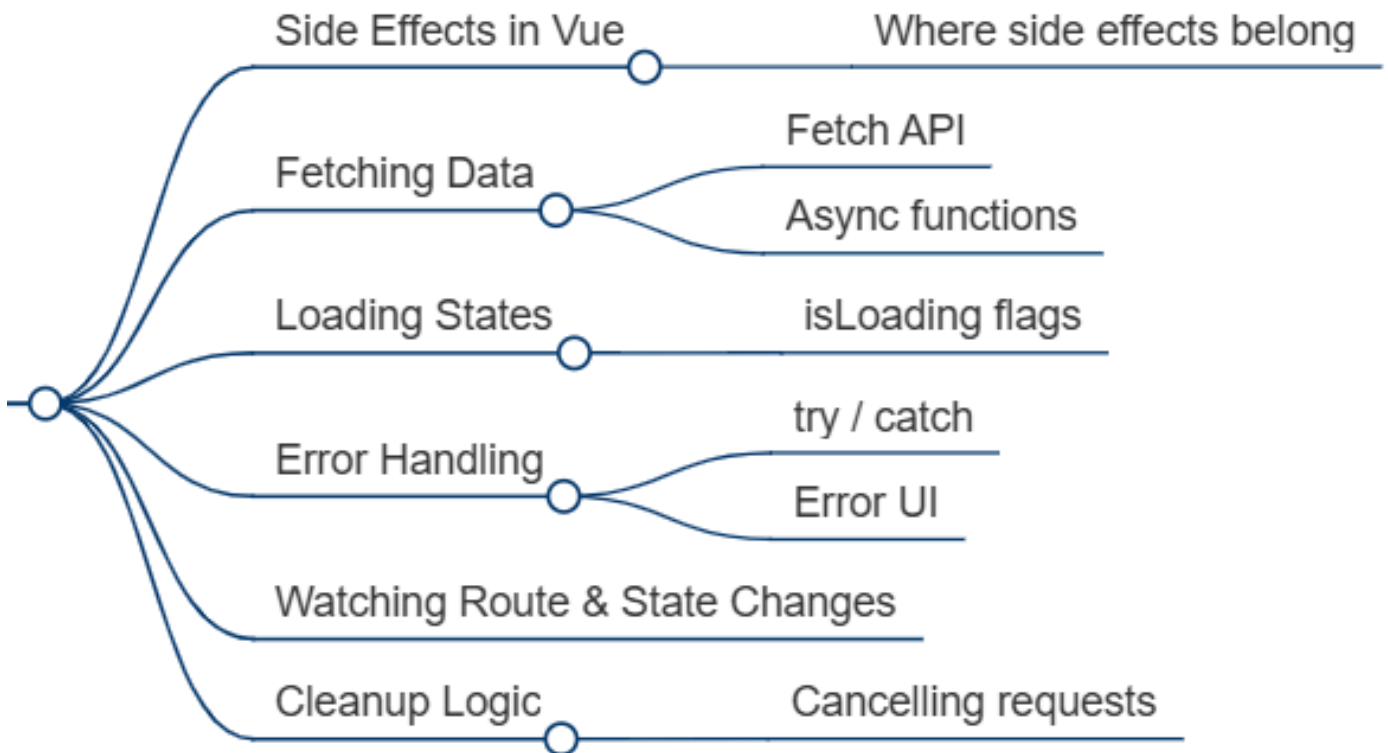 Side Effects in Vue
Where side effects belong
Fetching Data
Fetch API
Async functions
Loading States
isLoading flags
Error Handling
try / catch
Error UI
Watching Route & State Changes
Cleanup Logic
Cancelling requests